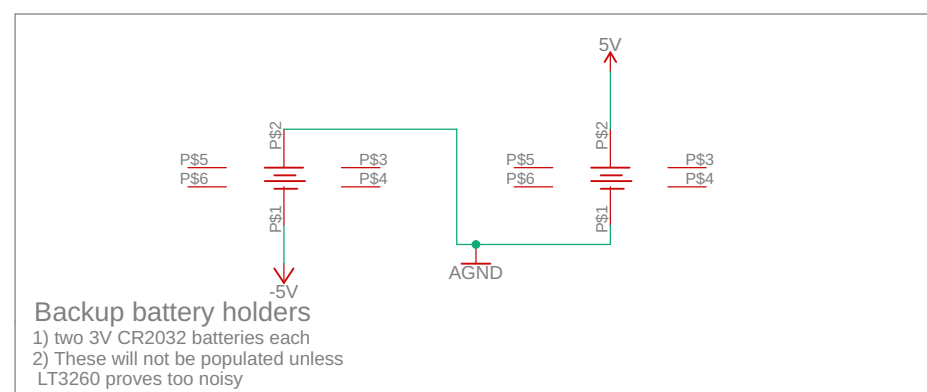 5V
P$2
P$2
P$5
P$3
P$5
P$3
P$6
P$4
P$6
P$4
P$1
P$1
AGND
-5V
Backup battery holders
1) two 3V CR2032 batteries each
2) These will not be populated unless
LT3260 proves too noisy